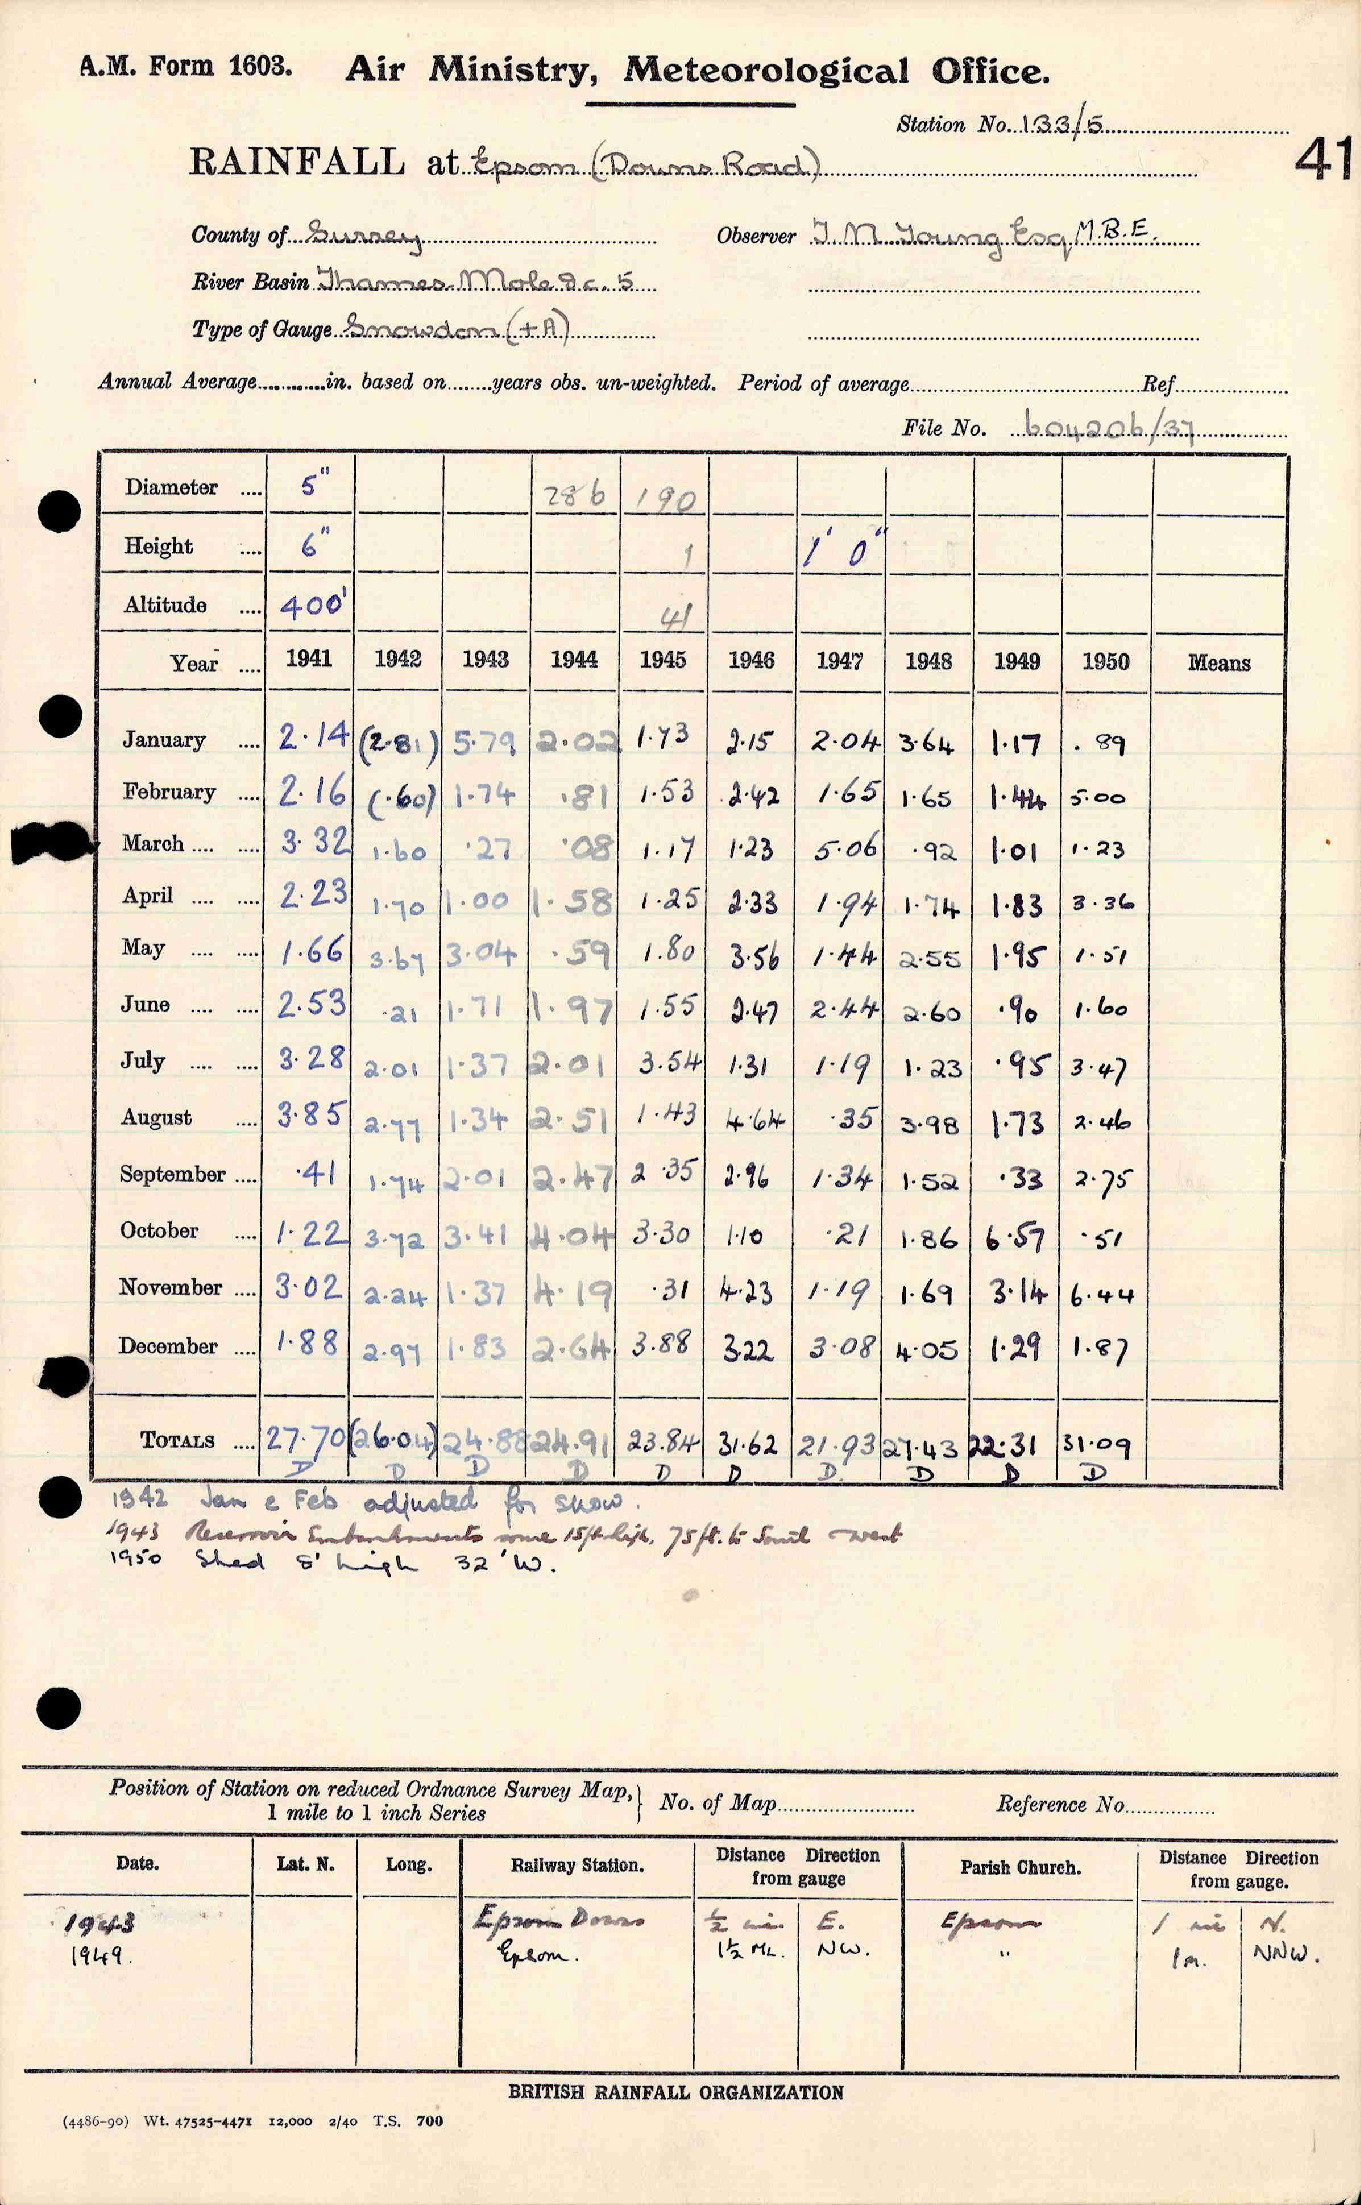 A.M. Form 1603. Air Ministry, Meteorological Office.
Station No. 133/5
41
RAINFALL at Epsom (Downs Road)
County of Surrey Observer T. N. Young Esq M.B.E.
River Basin Thames. Mole &c. 5
Type of Gauge Snowdon (+A)
Annual Average............in. based on........years obs. un-weighted. Period of average................Ref................
File No. 604206/37
Diameter .... 5" 286 190
Height .... 6" 1 1' 0"
Altitude .... 400' 41
Year .... 1941 1942 1943 1944 1945 1946 1947 1948 1949 1950 Means
January .... 2.14 (2.81) 5.79 2.02 1.73 2.15 2.04 3.64 1.17 .89
February .... 2.16 (.60) 1.74 .81 1.53 2.42 1.65 1.65 1.44 5.00
March .... .... 3.32 1.60 .27 .08 1.17 1.23 5.06 .92 1.01 1.23
April .... .... 2.23 1.70 1.00 1.58 1.25 2.33 1.94 1.74 1.83 3.36
May .... .... 1.66 3.67 3.04 .59 1.80 3.56 1.44 2.55 1.95 1.51
June .... .... 2.53 .21 1.71 1.97 1.55 2.47 2.44 2.60 .90 1.60
July .... .... 3.28 2.01 1.37 2.01 3.54 1.31 1.19 1.23 .95 3.47
August .... 3.85 2.77 1.34 2.51 1.43 4.64 .35 3.98 1.73 2.46
September .... .41 1.74 2.01 2.47 2.35 2.96 1.34 1.52 .33 2.75
October .... 1.22 3.72 3.41 4.04 3.30 1.10 .21 1.86 6.57 .51
November .... 3.02 2.24 1.37 4.19 .31 4.23 1.19 1.69 3.14 6.44
December .... 1.88 2.97 1.83 2.64 3.88 3.22 3.08 4.05 1.29 1.87
TOTALS .... 27.70 (26.04) 24.88 24.91 23.84 31.62 21.93 27.43 22.31 31.09
D D D D D D D. D D D
1942 Jan & Feb adjusted for snow.
1943 Reservoir Embankments some 15ft high, 75ft. to South & west
1950 Shed 8' high 32' W.
Position of Station on reduced Ordnance Survey Map, } No. of Map................ Reference No................
1 mile to 1 inch Series
Date. Lat. N. Long. Railway Station. Distance from gauge Direction Parish Church. Distance from gauge. Direction
1943 Epsom Downs ½ mi. E. Epsom 1 mi N.
1949. Epsom. 1½ ML. NW. " 1m. NNW.
BRITISH RAINFALL ORGANIZATION
(4486-90) Wt. 47525-4471 12,000 2/40 T.S. 700